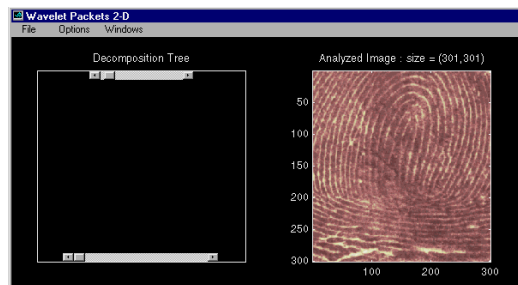 Wavelet Packets 2-D
File Options Windows
Decomposition Tree
Analyzed Image : size = (301,301)
50
100
150
200
250
300
100 200 300